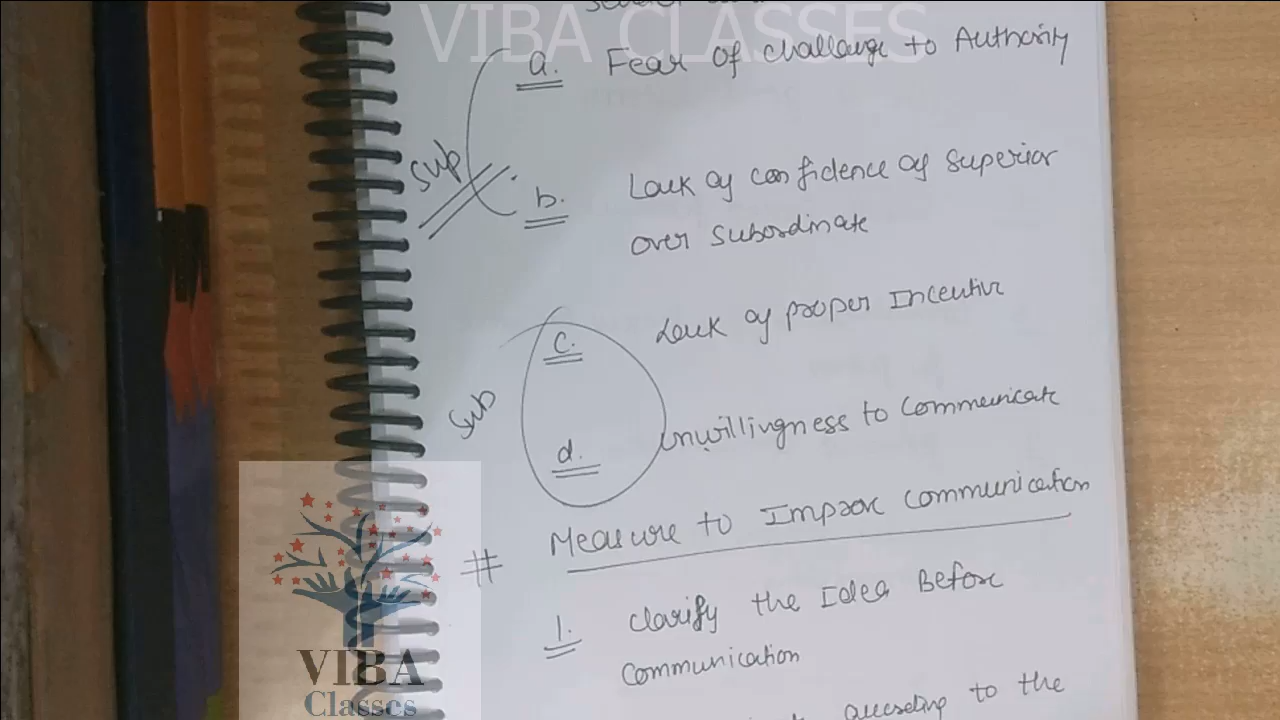 VIBA CLASSES
a. Fear of challange to Authority
Sup
b. Lack of confidence of superior
over subordinate
c. Lack of proper Incentive
Sub
d. unwillingness to communicate
# Measure to Improve communication
1. Clarify the Idea Before
communication
according to the
VIBA
Classes